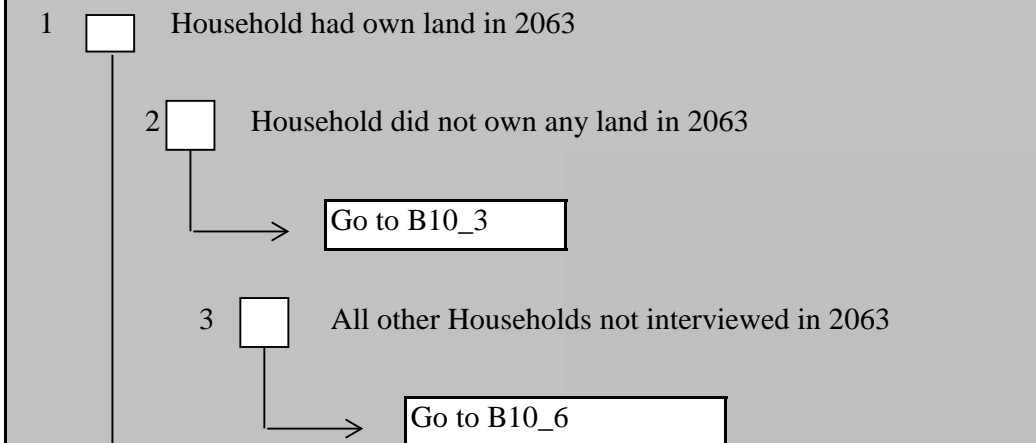 1 Household had own land in 2063
2 Household did not own any land in 2063
Go to B10_3
3 All other Households not interviewed in 2063
Go to B10_6